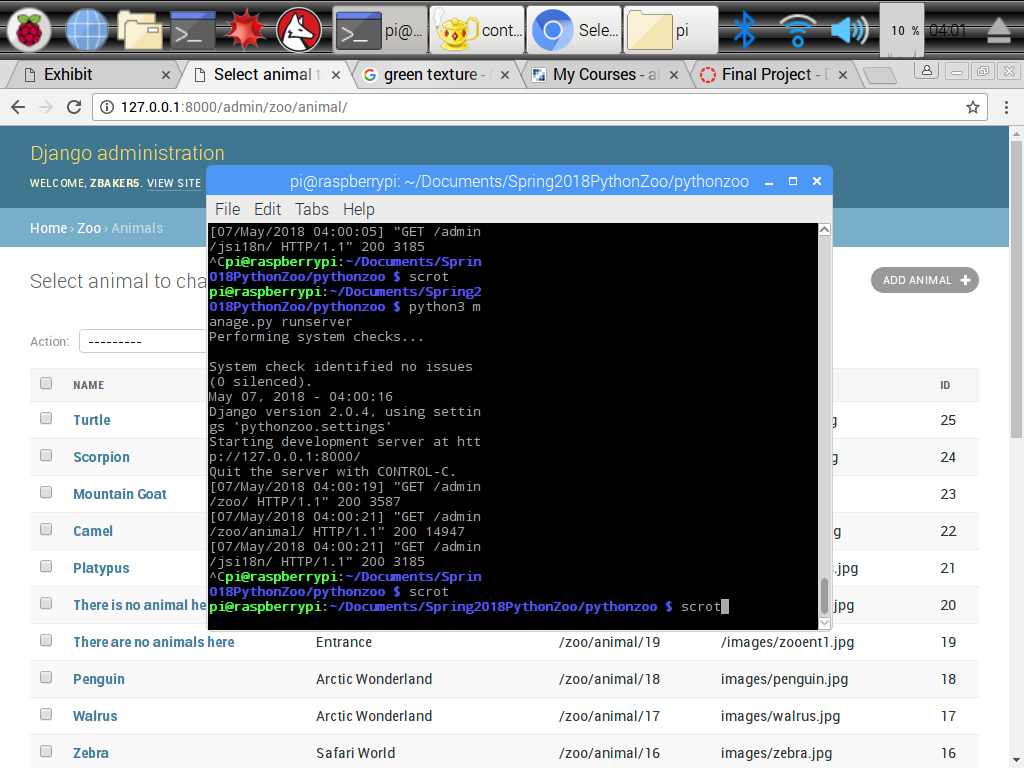 pi@... cont... Sele... pi 10 % 04:01
Exhibit Select animal t green texture - My Courses - al Final Project -
127.0.0.1:8000/admin/zoo/animal/
Django administration
WELCOME, ZBAKER5. VIEW SITE
Home › Zoo › Animals
Select animal to cha
ADD ANIMAL +
Action: ---------
pi@raspberrypi: ~/Documents/Spring2018PythonZoo/pythonzoo
File Edit Tabs Help
[07/May/2018 04:00:05] "GET /admin
/jsi18n/ HTTP/1.1" 200 3185
^Cpi@raspberrypi:~/Documents/Sprin
018PythonZoo/pythonzoo $ scrot
pi@raspberrypi:~/Documents/Spring2
018PythonZoo/pythonzoo $ python3 m
anage.py runserver
Performing system checks...
System check identified no issues
(0 silenced).
May 07, 2018 - 04:00:16
Django version 2.0.4, using settin
gs 'pythonzoo.settings'
Starting development server at htt
p://127.0.0.1:8000/
Quit the server with CONTROL-C.
[07/May/2018 04:00:19] "GET /admin
/zoo/ HTTP/1.1" 200 3587
[07/May/2018 04:00:21] "GET /admin
/zoo/animal/ HTTP/1.1" 200 14947
[07/May/2018 04:00:21] "GET /admin
/jsi18n/ HTTP/1.1" 200 3185
^Cpi@raspberrypi:~/Documents/Sprin
018PythonZoo/pythonzoo $ scrot
pi@raspberrypi:~/Documents/Spring2018PythonZoo/pythonzoo $ scrot
NAME ID
Turtle g 25
Scorpion g 24
Mountain Goat 23
Camel g 22
Platypus s.jpg 21
There is no animal he jpg 20
There are no animals here Entrance /zoo/animal/19 /images/zooent1.jpg 19
Penguin Arctic Wonderland /zoo/animal/18 images/penguin.jpg 18
Walrus Arctic Wonderland /zoo/animal/17 images/walrus.jpg 17
Zebra Safari World /zoo/animal/16 images/zebra.jpg 16